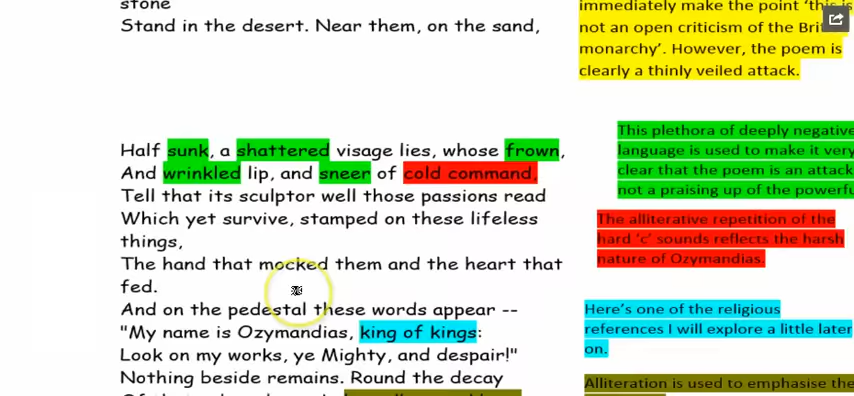 stone
Stand in the desert. Near them, on the sand,
Half sunk, a shattered visage lies, whose frown,
And wrinkled lip, and sneer of cold command,
Tell that its sculptor well those passions read
Which yet survive, stamped on these lifeless
things,
The hand that mocked them and the heart that
fed.
And on the pedestal these words appear --
"My name is Ozymandias, king of kings:
Look on my works, ye Mighty, and despair!"
Nothing beside remains. Round the decay
immediately make the point 'this is
not an open criticism of the
monarchy'. However, the poem is
clearly a thinly veiled attack.
This plethora of deeply negative
language is used to make it very
clear that the poem is an attack
not a praising up of the powerfu
The alliterative repetition of the
hard 'c' sounds reflects the harsh
nature of Ozymandias.
Here's one of the religious
references I will explore a little later
on.
Alliteration is used to emphasise the